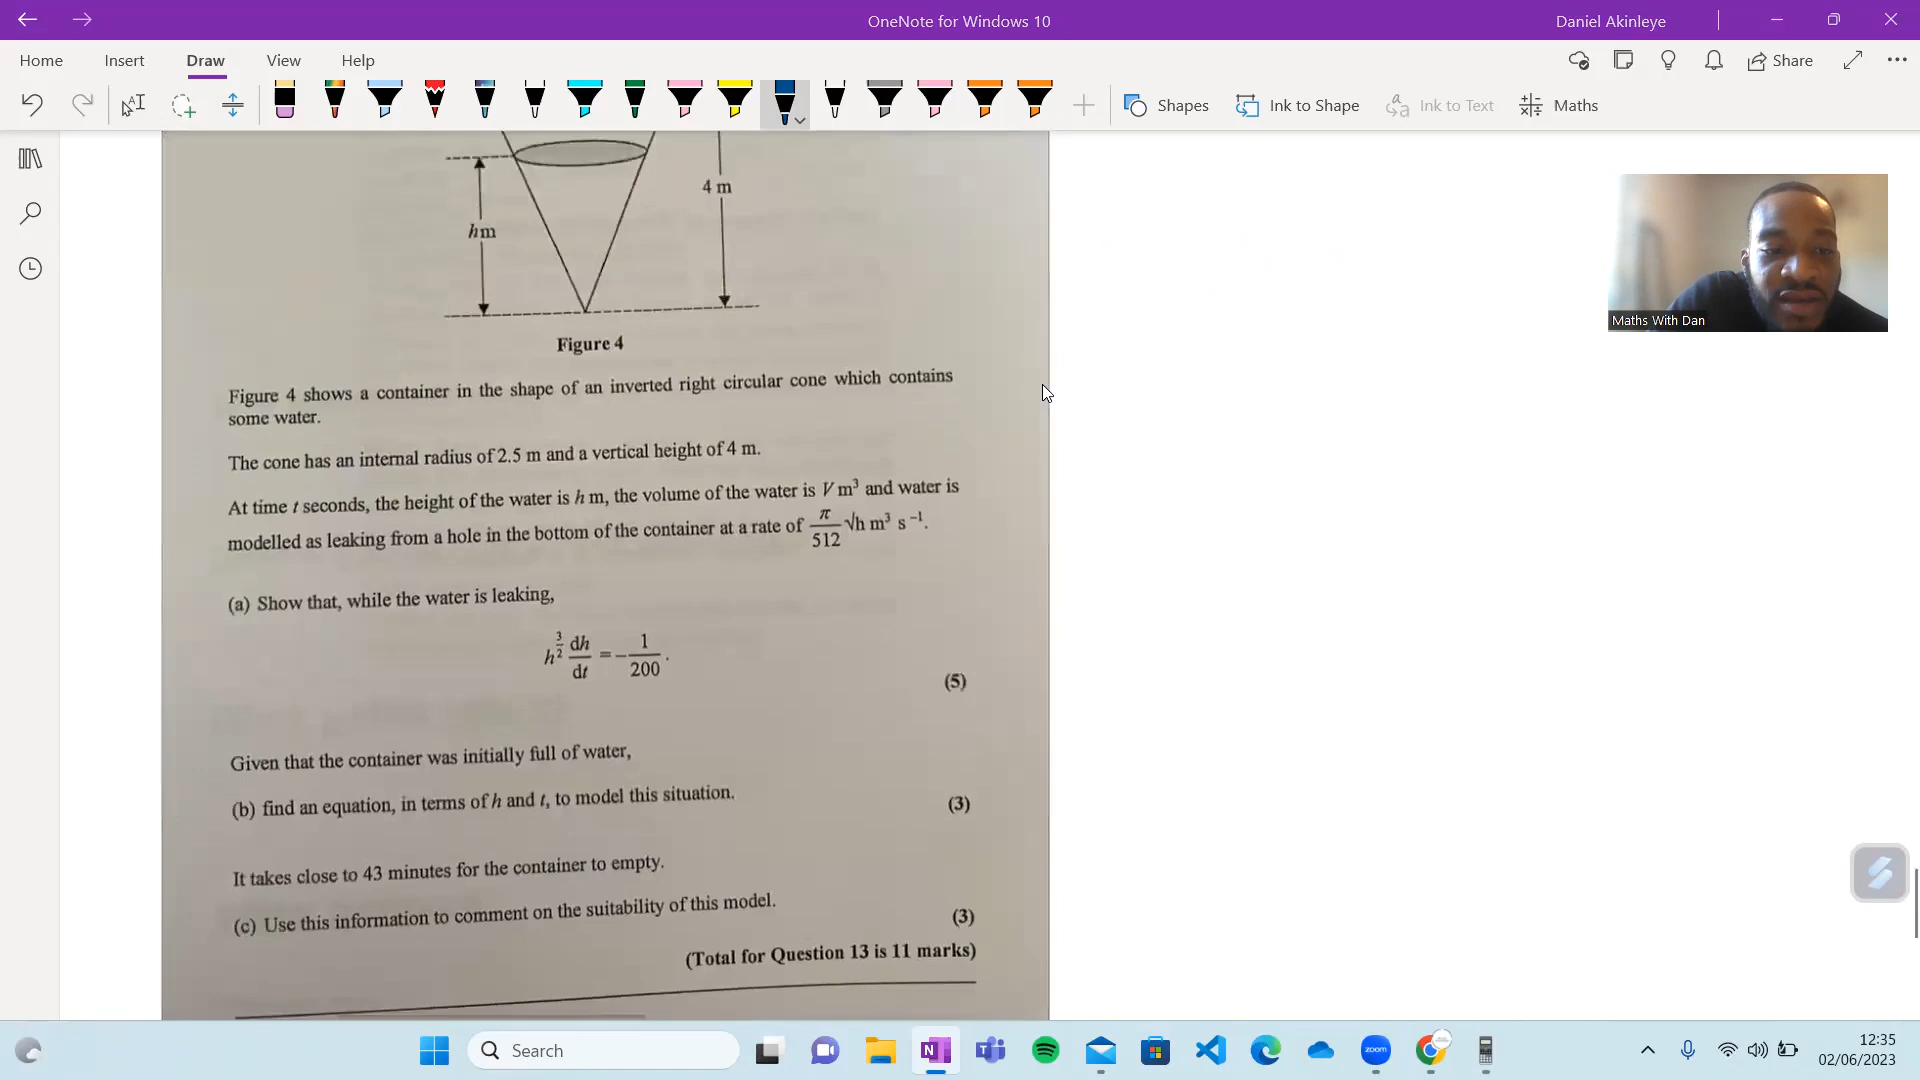 OneNote for Windows 10
Daniel Akinleye
Home Insert Draw View Help
Share
Shapes
Ink to Shape
Ink to Text
Maths
4 m
hm
Figure 4
Maths With Dan
Figure 4 shows a container in the shape of an inverted right circular cone which contains
some water.
The cone has an internal radius of 2.5 m and a vertical height of 4 m.
At time t seconds, the height of the water is h m, the volume of the water is V m³ and water is
modelled as leaking from a hole in the bottom of the container at a rate of π/512 √h m³ s⁻¹.
(a) Show that, while the water is leaking,
h^(3/2) dh/dt = -1/200.
(5)
Given that the container was initially full of water,
(b) find an equation, in terms of h and t, to model this situation.
(3)
It takes close to 43 minutes for the container to empty.
(c) Use this information to comment on the suitability of this model.
(3)
(Total for Question 13 is 11 marks)
Search
zoom
12:35
02/06/2023